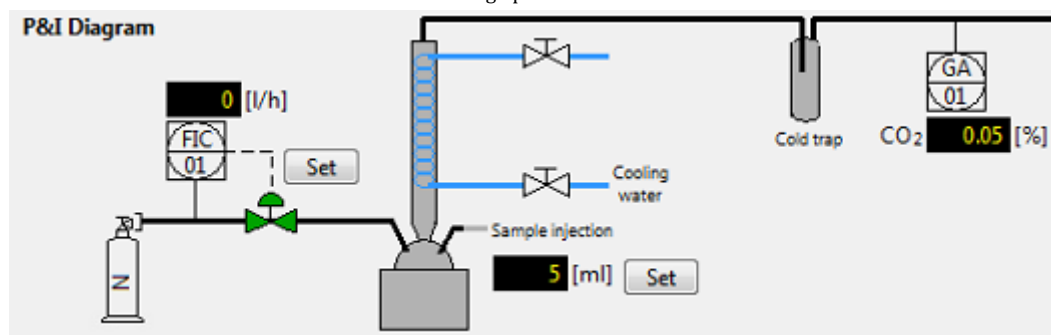 P&I Diagram
0 [l/h]
FIC
01
Set
N
Cooling
water
Sample injection
5 [ml]
Set
Cold trap
GA
01
CO₂ 0.05 [%]